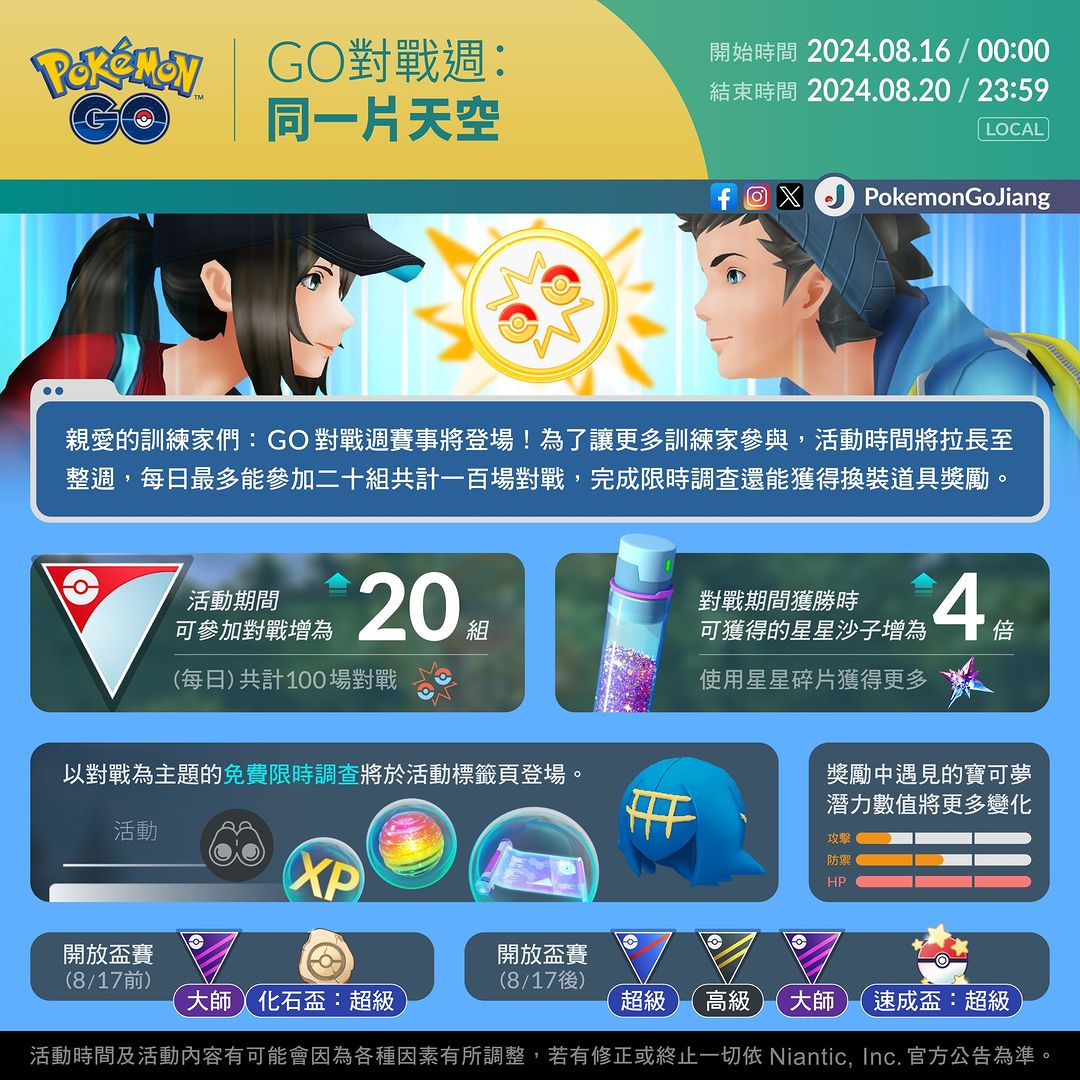 POKÉMON GO
GO對戰週：
同一片天空
開始時間 2024.08.16 / 00:00
結束時間 2024.08.20 / 23:59
LOCAL
PokemonGoJiang
親愛的訓練家們：GO 對戰週賽事將登場！為了讓更多訓練家參與，活動時間將拉長至
整週，每日最多能參加二十組共計一百場對戰，完成限時調查還能獲得換裝道具獎勵。
活動期間
可參加對戰增為 20 組
(每日) 共計100場對戰
對戰期間獲勝時
可獲得的星星沙子增為 4 倍
使用星星碎片獲得更多
以對戰為主題的免費限時調查將於活動標籤頁登場。
活動
XP
獎勵中遇見的寶可夢
潛力數值將更多變化
攻擊
防禦
HP
開放盃賽
(8/17前)
大師
化石盃：超級
開放盃賽
(8/17後)
超級
高級
大師
速成盃：超級
活動時間及活動內容有可能會因為各種因素有所調整，若有修正或終止一切依 Niantic, Inc. 官方公告為準。